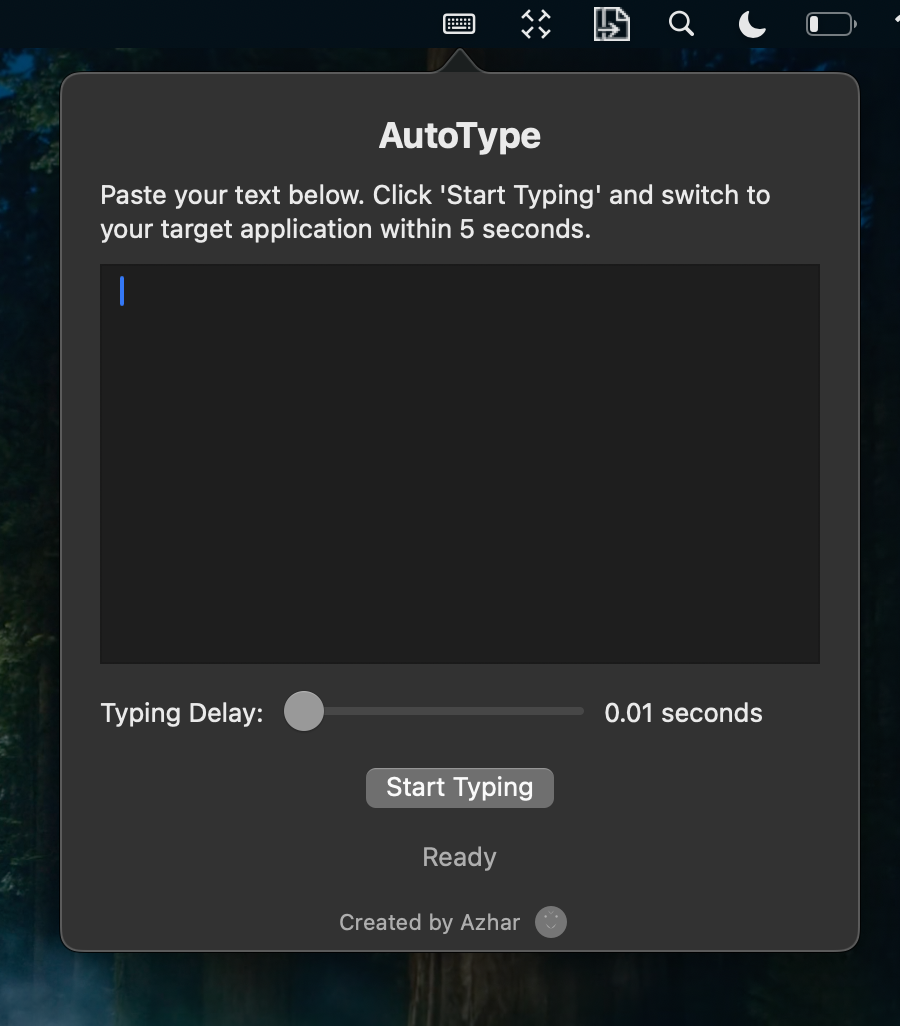 AutoType
Paste your text below. Click 'Start Typing' and switch to
your target application within 5 seconds.
Typing Delay: 0.01 seconds
Start Typing
Ready
Created by Azhar